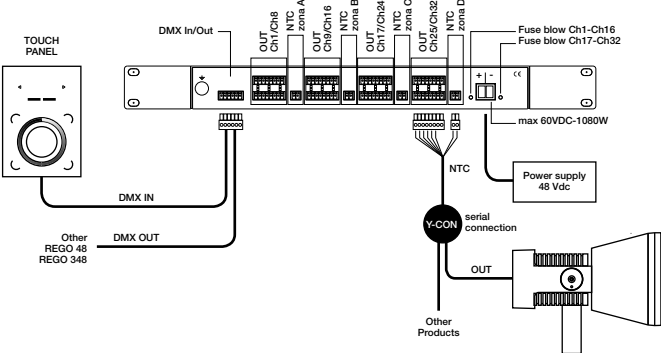 TOUCH
PANEL
DMX In/Out
OUT
Ch1/Ch8
NTC
zona A
OUT
Ch9/Ch16
NTC
zona B
OUT
Ch17/Ch24
NTC
zona C
OUT
Ch25/Ch32
NTC
zona D
Fuse blow Ch1-Ch16
Fuse blow Ch17-Ch32
+ -
CE
max 60VDC-1080W
NTC
Power supply
48 Vdc
DMX IN
Other
REGO 48
REGO 348
DMX OUT
Y-CON
serial
connection
OUT
Other
Products